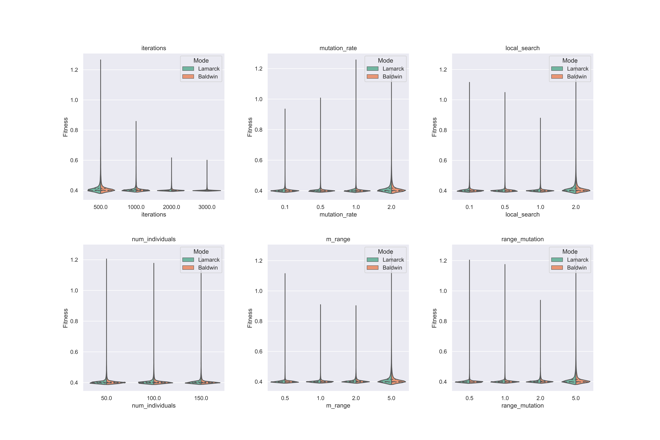 iterations
Mode
Lamarck
Baldwin
Fitness
1.2
1.0
0.8
0.6
0.4
500.0 1000.0 2000.0 3000.0
iterations
mutation_rate
Mode
Lamarck
Baldwin
Fitness
1.2
1.0
0.8
0.6
0.4
0.1 0.5 1.0 2.0
mutation_rate
local_search
Mode
Lamarck
Baldwin
Fitness
1.2
1.0
0.8
0.6
0.4
0.1 0.5 1.0 2.0
local_search
num_individuals
Mode
Lamarck
Baldwin
Fitness
1.2
1.0
0.8
0.6
0.4
50.0 100.0 150.0
num_individuals
m_range
Mode
Lamarck
Baldwin
Fitness
1.2
1.0
0.8
0.6
0.4
0.5 1.0 2.0 5.0
m_range
range_mutation
Mode
Lamarck
Baldwin
Fitness
1.2
1.0
0.8
0.6
0.4
0.5 1.0 2.0 5.0
range_mutation